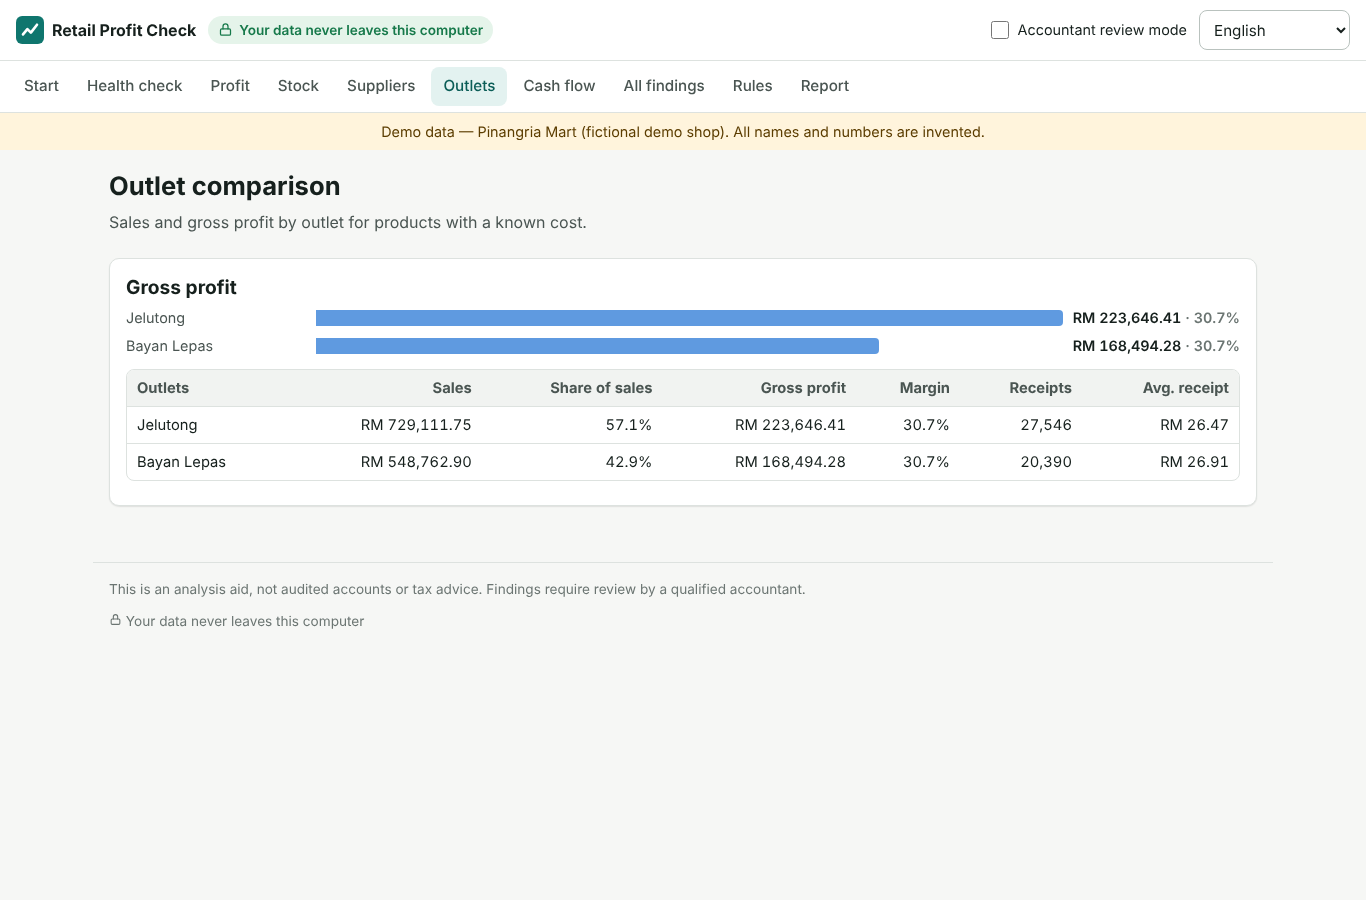 Retail Profit Check
Your data never leaves this computer
Accountant review mode
English
Start Health check Profit Stock Suppliers Outlets Cash flow All findings Rules Report
Demo data — Pinangria Mart (fictional demo shop). All names and numbers are invented.
Outlet comparison
Sales and gross profit by outlet for products with a known cost.
Gross profit
Jelutong RM 223,646.41 · 30.7%
Bayan Lepas RM 168,494.28 · 30.7%
Outlets Sales Share of sales Gross profit Margin Receipts Avg. receipt
Jelutong RM 729,111.75 57.1% RM 223,646.41 30.7% 27,546 RM 26.47
Bayan Lepas RM 548,762.90 42.9% RM 168,494.28 30.7% 20,390 RM 26.91
This is an analysis aid, not audited accounts or tax advice. Findings require review by a qualified accountant.
Your data never leaves this computer